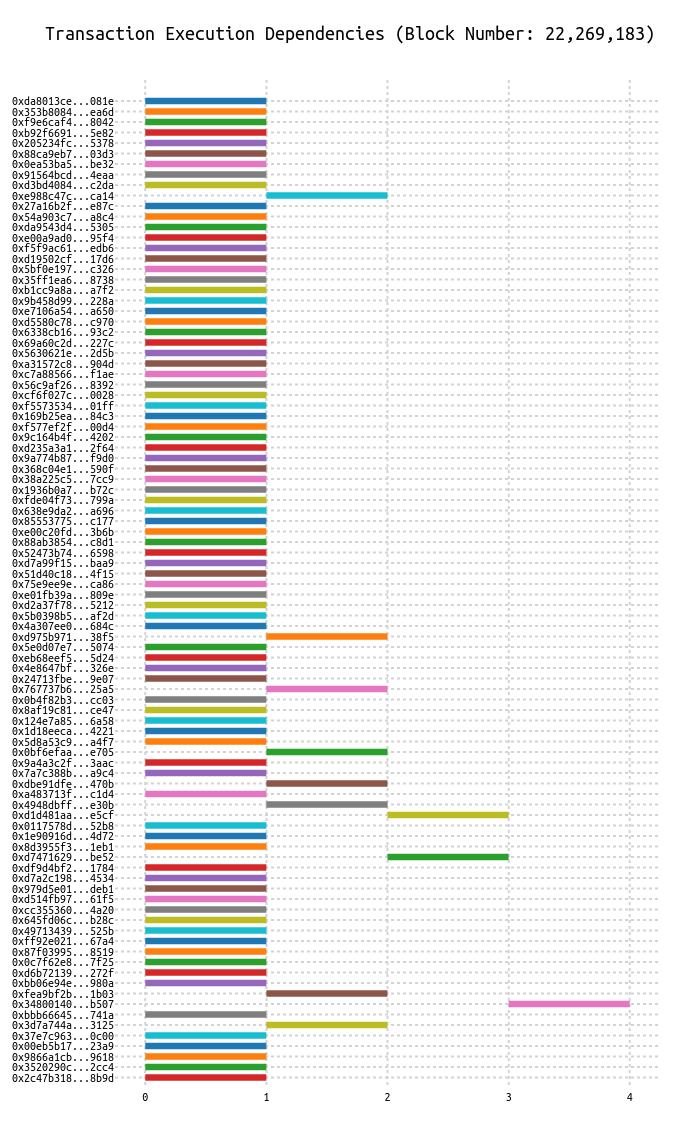 Transaction Execution Dependencies (Block Number: 22,269,183)
0xda8013ce...081e
0x353b8084...ea6d
0xf9e6caf4...8042
0xb92f6691...5e82
0x205234fc...5378
0x88ca9eb7...03d3
0x0ea53ba5...be32
0x91564bcd...4eaa
0xd3bd4084...c2da
0xe988c47c...ca14
0x27a16b2f...e87c
0x54a903c7...a8c4
0xda9543d4...5305
0xe00a9ad0...95f4
0xf5f9ac61...edb6
0xd19502cf...17d6
0x5bf0e197...c326
0x35ff1ea6...8738
0xb1cc9a8a...a7f2
0x9b458d99...228a
0xe7106a54...a650
0xd5580c78...c970
0x6338cb16...93c2
0x69a60c2d...227c
0x5630621e...2d5b
0xa31572c8...904d
0xc7a88566...f1ae
0x56c9af26...8392
0xcf6f027c...0028
0xf5573534...01ff
0x169b25ea...84c3
0xf577ef2f...00d4
0x9c164b4f...4202
0xd235a3a1...2f64
0x9a774b87...f9d0
0x368c04e1...590f
0x38a225c5...7cc9
0x1936b0a7...b72c
0xfde04f73...799a
0x638e9da2...a696
0x85553775...c177
0xe00c20fd...3b6b
0x88ab3854...c8d1
0x52473b74...6598
0xd7a99f15...baa9
0x51d40c18...4f15
0x75e9ee9e...ca86
0xe01fb39a...809e
0xd2a37f78...5212
0x5b0398b5...af2d
0x4a307ee0...684c
0xd975b971...38f5
0x5e0d07e7...5074
0xeb68eef5...5d24
0x4e8647bf...326e
0x24713fbe...9e07
0x767737b6...25a5
0x0b4f82b3...cc03
0x8af19c81...ce47
0x124e7a85...6a58
0x1d18eeca...4221
0x5d8a53c9...a4f7
0x0bf6efaa...e705
0x9a4a3c2f...3aac
0x7a7c388b...a9c4
0xdbe91dfe...470b
0xa483713f...c1d4
0x4948dbff...e30b
0xd1d481aa...e5cf
0x0117578d...52b8
0x1e90916d...4d72
0x8d3955f3...1eb1
0xd7471629...be52
0xdf9d4bf2...1784
0xd7a2c198...4534
0x979d5e01...deb1
0xd514fb97...61f5
0xcc355360...4a20
0x645fd06c...b28c
0x49713439...525b
0xff92e021...67a4
0x87f03995...8519
0x0c7f62e8...7f25
0xd6b72139...272f
0xbb06e94e...980a
0xfea9bf2b...1b03
0x34800140...b507
0xbbb66645...741a
0x3d7a744a...3125
0x37e7c963...0c00
0x00eb5b17...23a9
0x9866a1cb...9618
0x3520290c...2cc4
0x2c47b318...8b9d
0 1 2 3 4